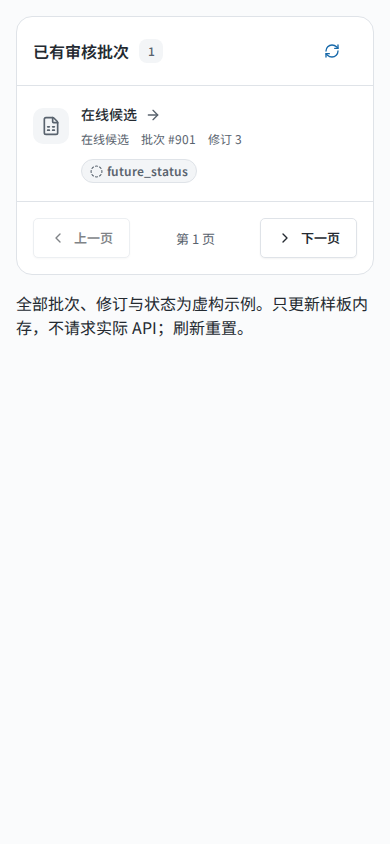 已有审核批次 1
在线候选
在线候选 批次 #901 修订 3
future_status
上一页 第 1 页 下一页
全部批次、修订与状态为虚构示例。只更新样板内
存，不请求实际 API；刷新重置。